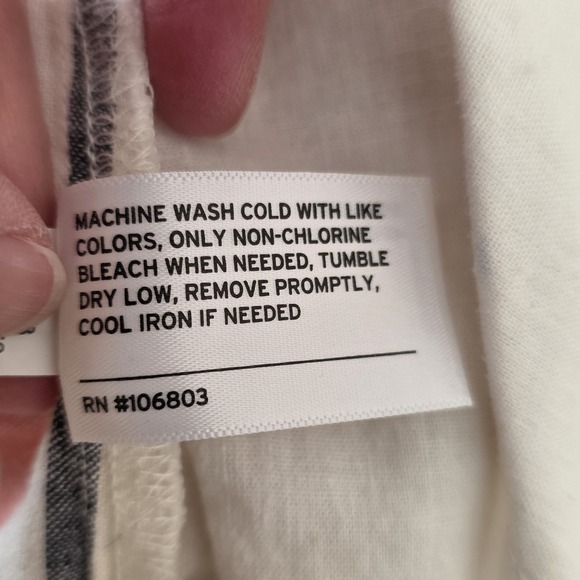 MACHINE WASH COLD WITH LIKE
COLORS, ONLY NON-CHLORINE
BLEACH WHEN NEEDED, TUMBLE
DRY LOW, REMOVE PROMPTLY,
COOL IRON IF NEEDED
RN #106803